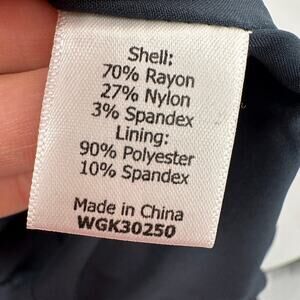 Shell:
70% Rayon
27% Nylon
3% Spandex
Lining:
90% Polyester
10% Spandex
Made in China
WGK30250